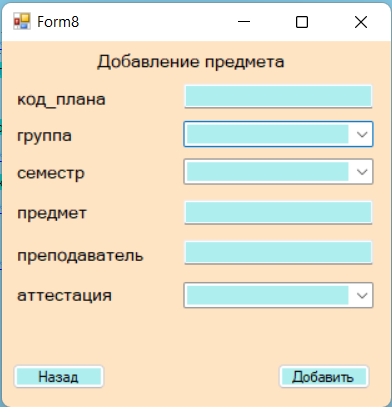 Form8
Добавление предмета
код_плана
группа
семестр
предмет
преподаватель
аттестация
Назад Добавить